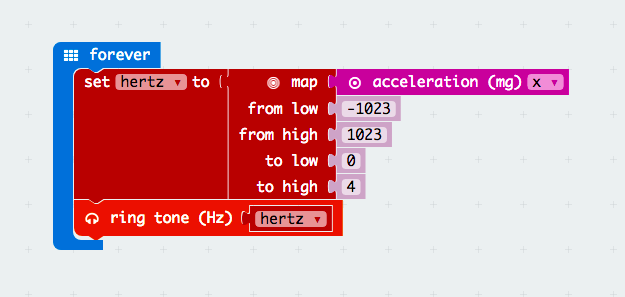 forever
set hertz to map acceleration (mg) x
from low -1023
from high 1023
to low 0
to high 4
ring tone (Hz) hertz